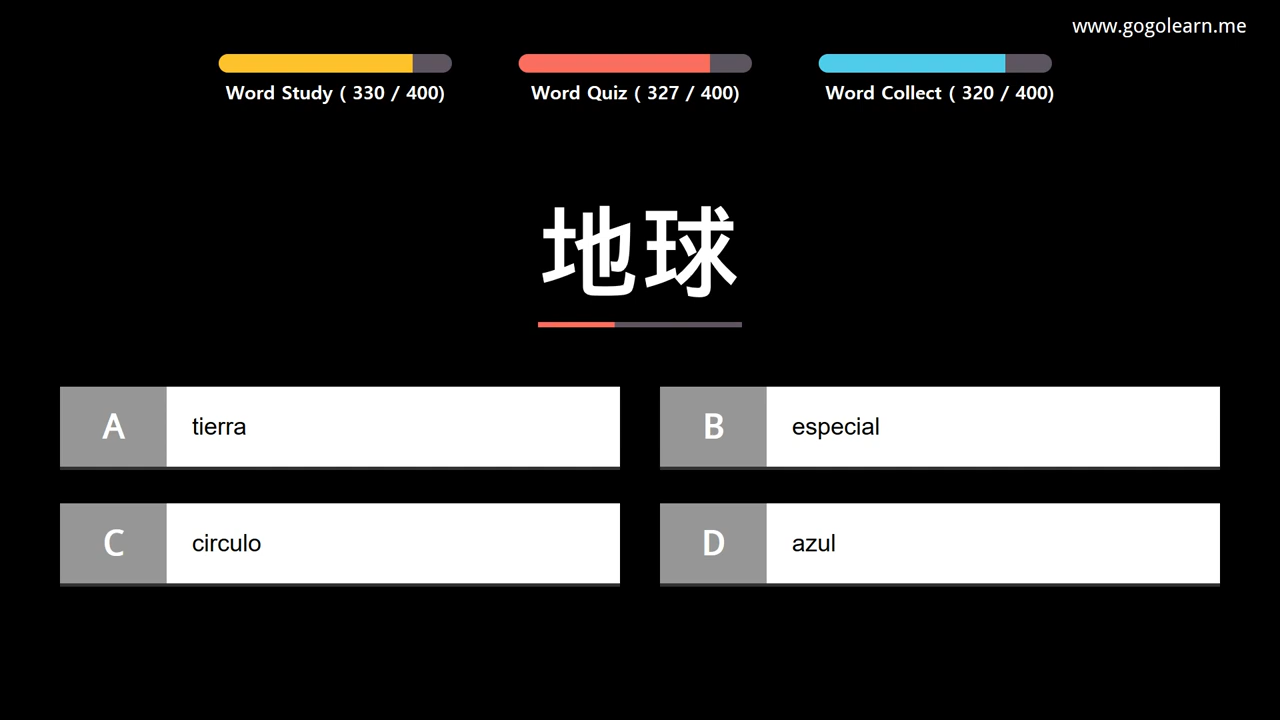 www.gogolearn.me
Word Study ( 330 / 400)
Word Quiz ( 327 / 400)
Word Collect ( 320 / 400)
地球
A tierra
B especial
C circulo
D azul